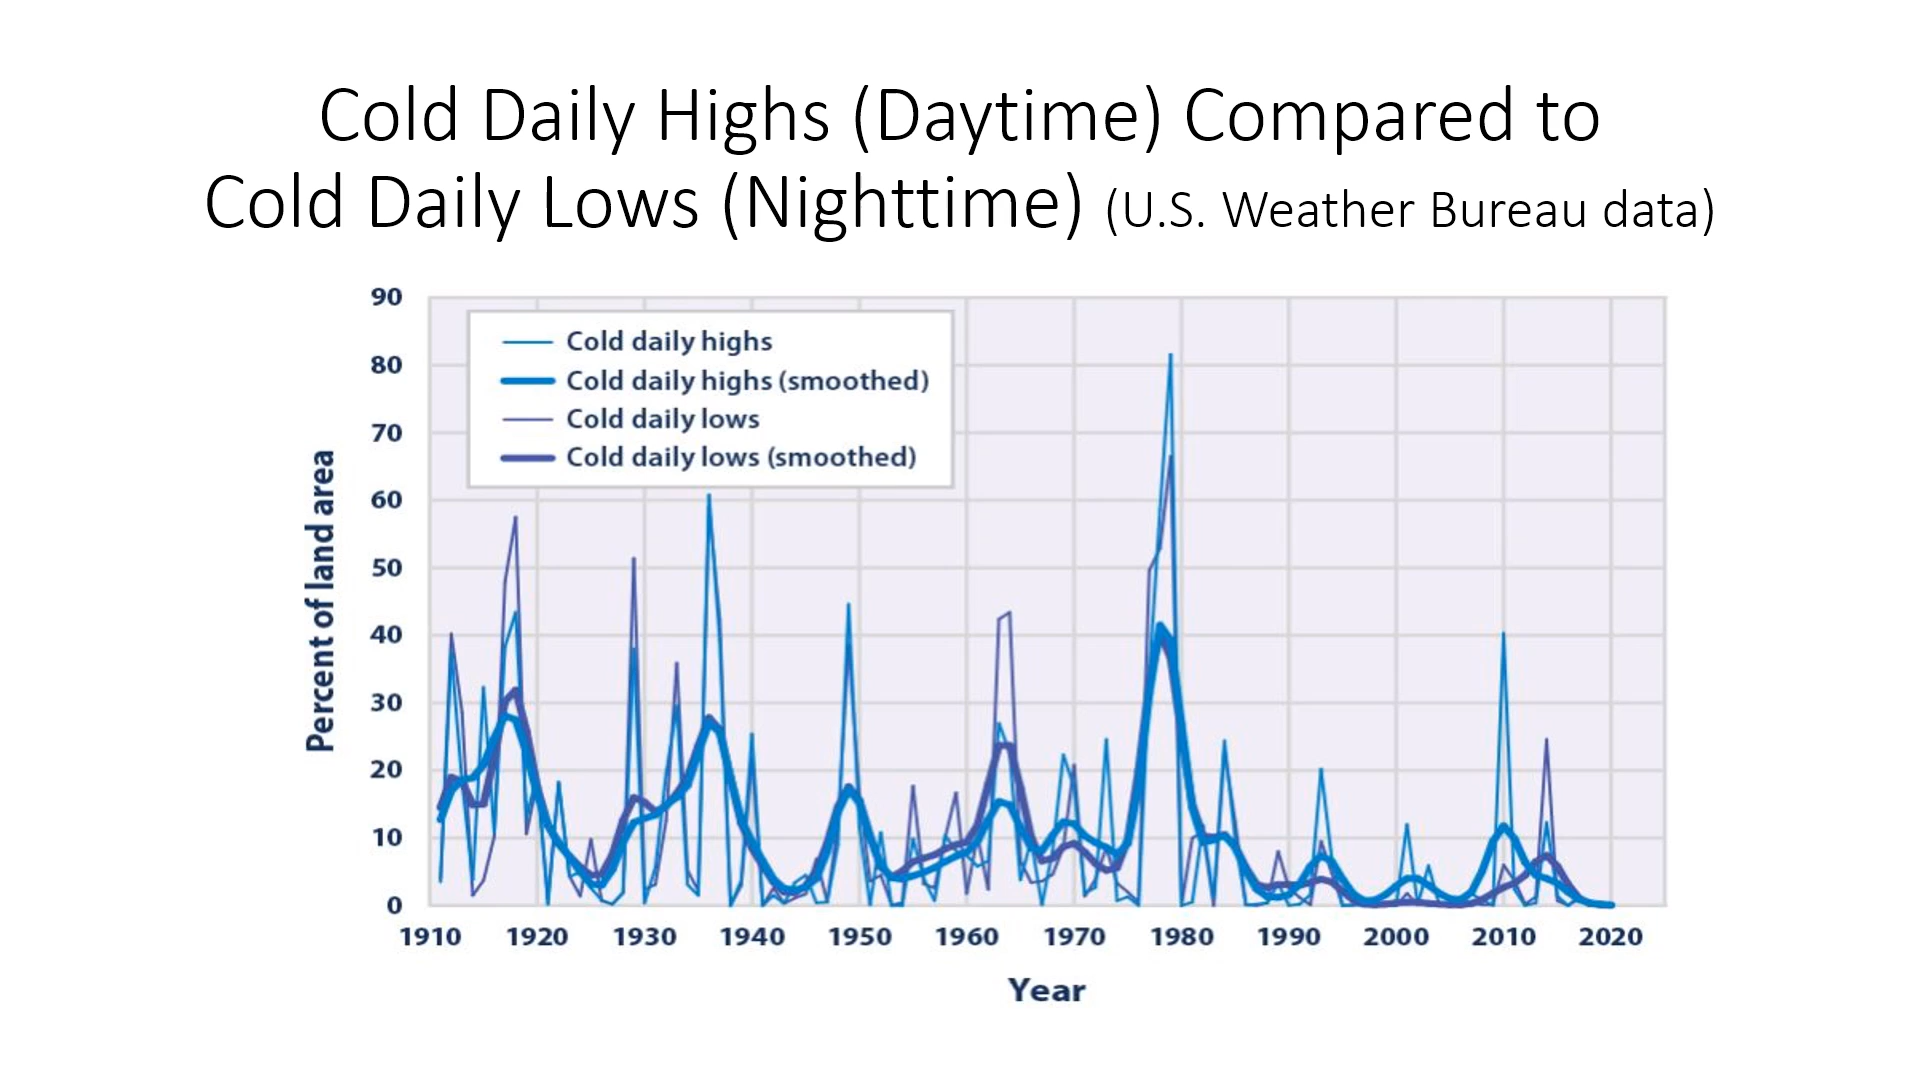 Cold Daily Highs (Daytime) Compared to
Cold Daily Lows (Nighttime) (U.S. Weather Bureau data)
Cold daily highs
Cold daily highs (smoothed)
Cold daily lows
Cold daily lows (smoothed)
Percent of land area
90
80
70
60
50
40
30
20
10
0
1910 1920 1930 1940 1950 1960 1970 1980 1990 2000 2010 2020
Year